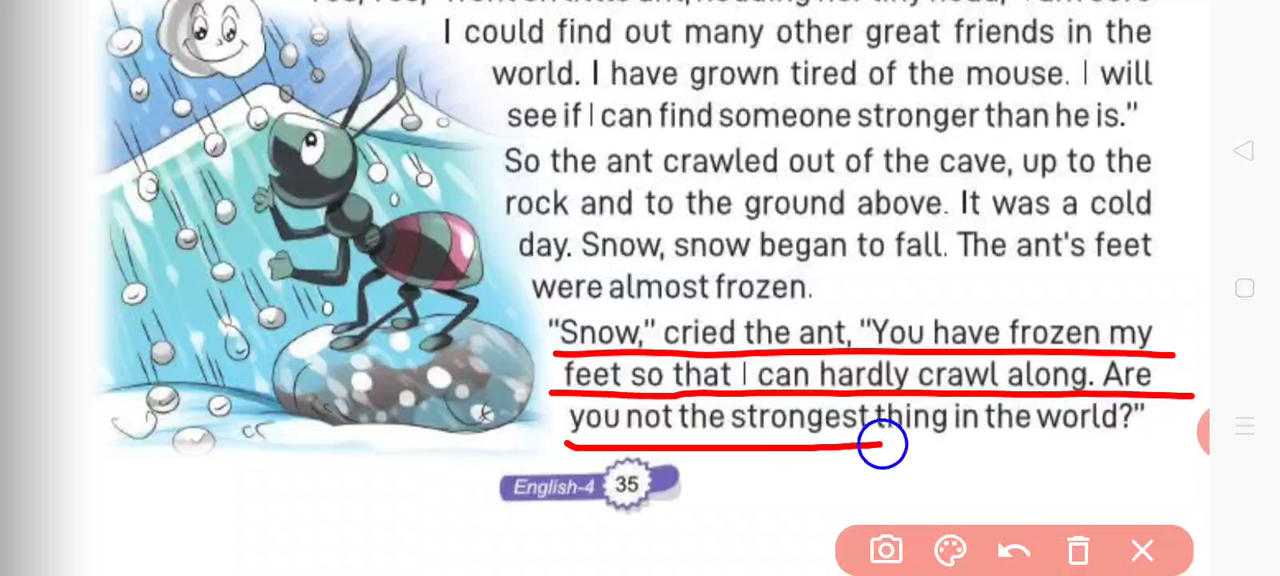 I could find out many other great friends in the
world. I have grown tired of the mouse. I will
see if I can find someone stronger than he is."
So the ant crawled out of the cave, up to the
rock and to the ground above. It was a cold
day. Snow, snow began to fall. The ant's feet
were almost frozen.
"Snow," cried the ant, "You have frozen my
feet so that I can hardly crawl along. Are
you not the strongest thing in the world?"
English-4 35